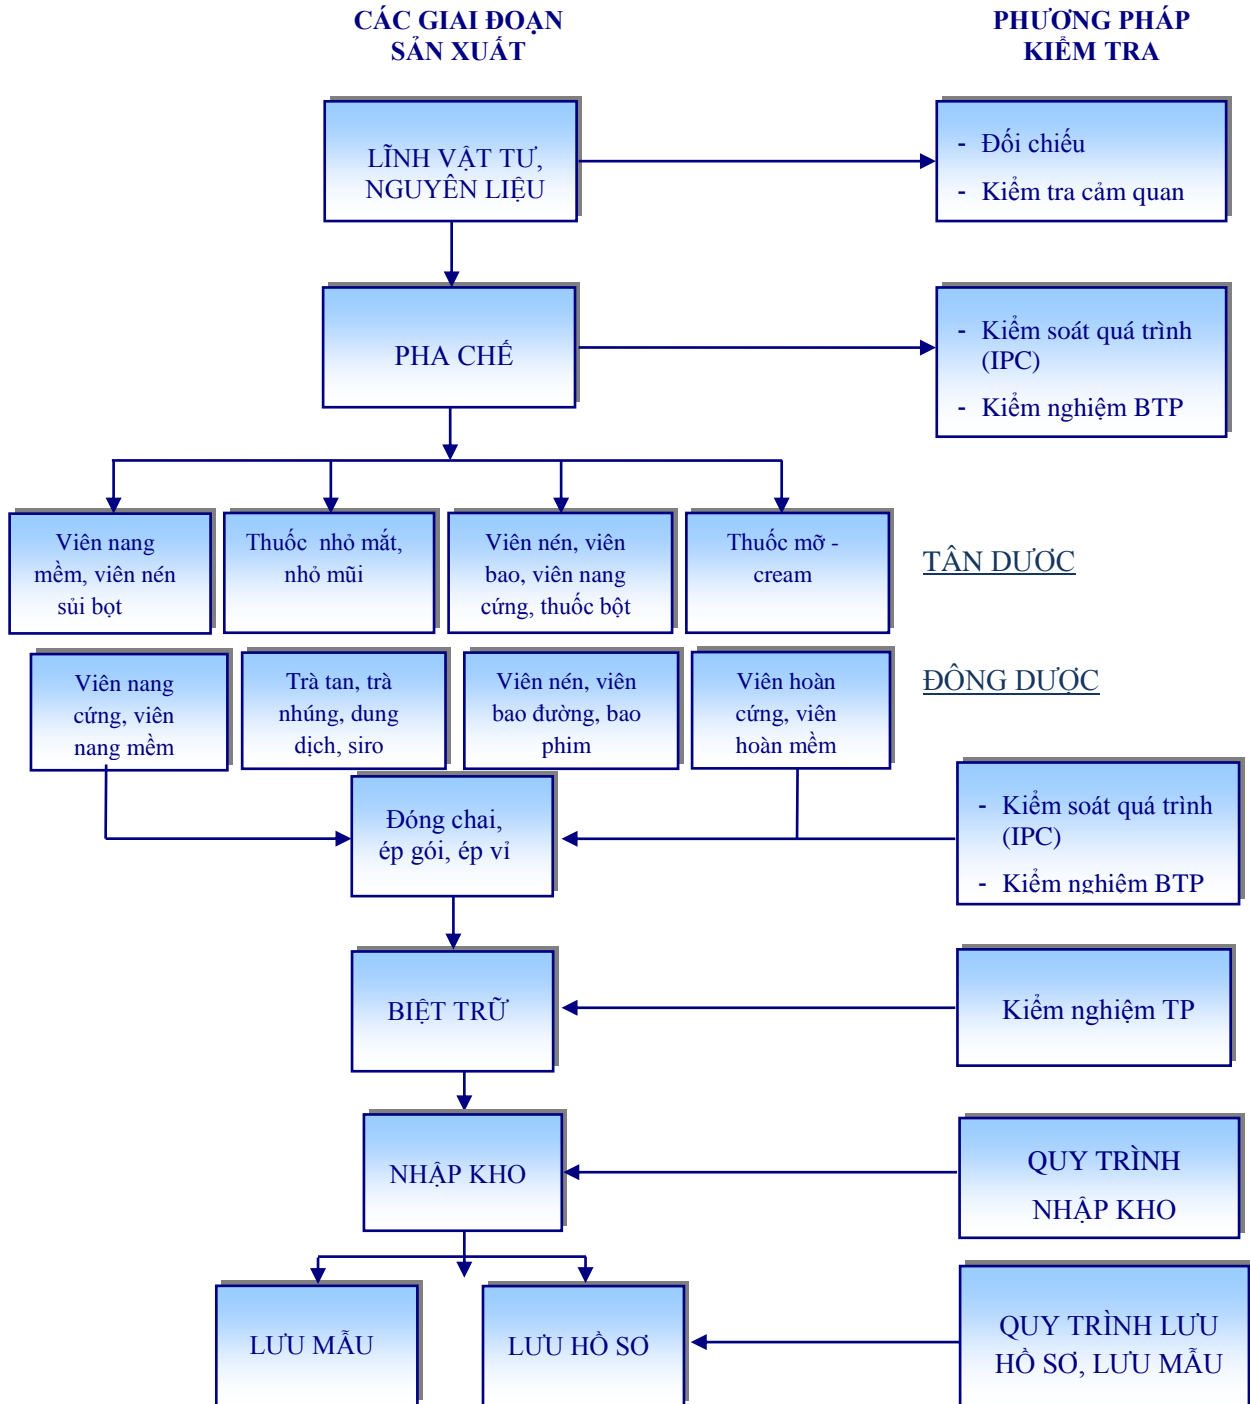 CÁC GIAI ĐOẠN
SẢN XUẤT
PHƯƠNG PHÁP
KIỂM TRA
LĨNH VẬT TƯ,
NGUYÊN LIỆU
- Đối chiếu
- Kiểm tra cảm quan
PHA CHẾ
- Kiểm soát quá trình
(IPC)
- Kiểm nghiệm BTP
Viên nang
mềm, viên nén
sủi bọt
Thuốc nhỏ mắt,
nhỏ mũi
Viên nén, viên
bao, viên nang
cứng, thuốc bột
Thuốc mỡ -
cream
TÂN DƯƠC
Viên nang
cứng, viên
nang mềm
Trà tan, trà
nhúng, dung
dịch, siro
Viên nén, viên
bao đường, bao
phim
Viên hoàn
cứng, viên
hoàn mềm
ĐÔNG DƯỢC
Đóng chai,
ép gói, ép vỉ
- Kiểm soát quá trình
(IPC)
- Kiểm nghiêm BTP
BIỆT TRỮ
Kiểm nghiệm TP
NHẬP KHO
QUY TRÌNH
NHẬP KHO
LƯU MẪU
LƯU HỒ SƠ
QUY TRÌNH LƯU
HỒ SƠ, LƯU MẪU